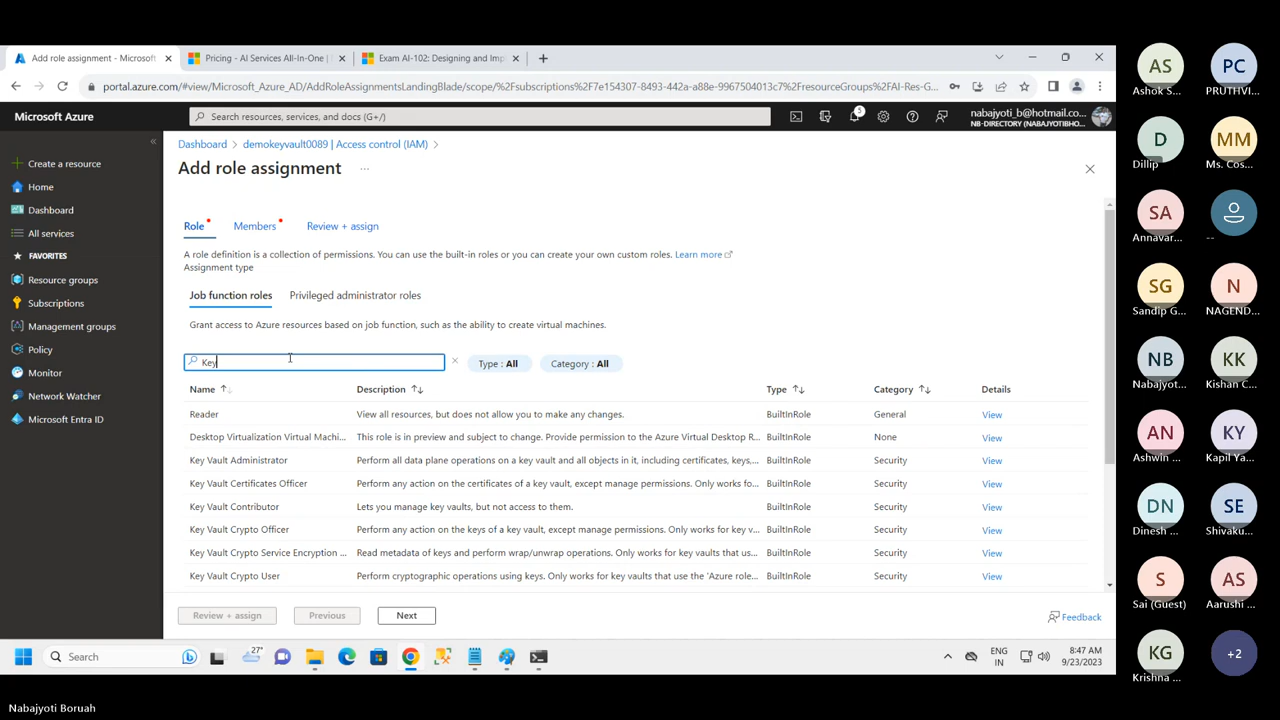 Add role assignment - Microsoft
Pricing - AI Services All-In-One |
Exam AI-102: Designing and Imp
portal.azure.com/#view/Microsoft_Azure_AD/AddRoleAssignmentsLandingBlade/scope/%2Fsubscriptions%2F7e154307-8493-442a-a88e-9967504013c7%2FresourceGroups%2FAI-Res-G...
Microsoft Azure
Search resources, services, and docs (G+/)
5
nabajyoti_b@hotmail.co...
NB-DIRECTORY (NABAJYOTIBHO...
Create a resource
Home
Dashboard
All services
FAVORITES
Resource groups
Subscriptions
Management groups
Policy
Monitor
Network Watcher
Microsoft Entra ID
Dashboard
demokeyvault0089 | Access control (IAM)
Add role assignment
...
Role
Members
Review + assign
A role definition is a collection of permissions. You can use the built-in roles or you can create your own custom roles. Learn more
Assignment type
Job function roles
Privileged administrator roles
Grant access to Azure resources based on job function, such as the ability to create virtual machines.
Key
Type : All
Category : All
Name Description Type Category Details
Reader View all resources, but does not allow you to make any changes. BuiltInRole General View
Desktop Virtualization Virtual Machi... This role is in preview and subject to change. Provide permission to the Azure Virtual Desktop R... BuiltInRole None View
Key Vault Administrator Perform all data plane operations on a key vault and all objects in it, including certificates, keys,... BuiltInRole Security View
Key Vault Certificates Officer Perform any action on the certificates of a key vault, except manage permissions. Only works fo... BuiltInRole Security View
Key Vault Contributor Lets you manage key vaults, but not access to them. BuiltInRole Security View
Key Vault Crypto Officer Perform any action on the keys of a key vault, except manage permissions. Only works for key v... BuiltInRole Security View
Key Vault Crypto Service Encryption ... Read metadata of keys and perform wrap/unwrap operations. Only works for key vaults that us... BuiltInRole Security View
Key Vault Crypto User Perform cryptographic operations using keys. Only works for key vaults that use the 'Azure role... BuiltInRole Security View
Review + assign
Previous
Next
Feedback
Search
27°
ENG
IN
8:47 AM
9/23/2023
Nabajyoti Boruah
AS
Ashok S...
PC
PRUTHVI...
D
Dillip
MM
Ms. Cos...
SA
Annavar...
--
SG
Sandip G...
N
NAGEND...
NB
Nabajyot...
KK
Kishan C...
AN
Ashwin ...
KY
Kapil Ya...
DN
Dinesh ...
SE
Shivaku...
S
Sai (Guest)
AS
Aarushi ...
KG
Krishna ...
+2